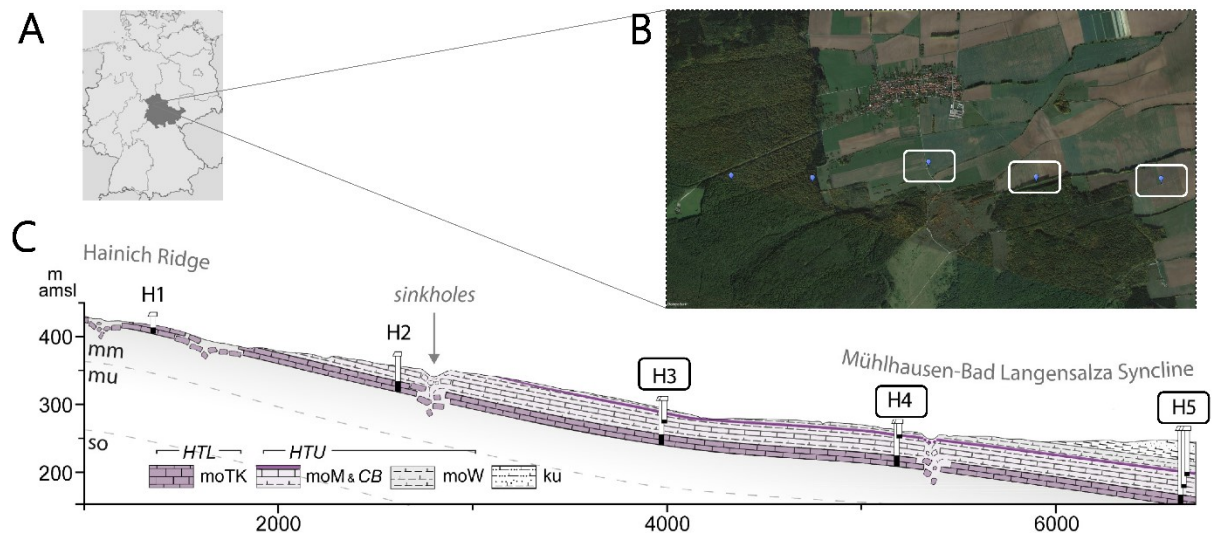 A
B
C
Hainich Ridge
m
amsl
H1
sinkholes
H2
400
mm
mu
Mühlhausen-Bad Langensalza Syncline
H3
H4
H5
300
so
HTL
HTU
200
moTK
moM & CB
moW
ku
2000
4000
6000